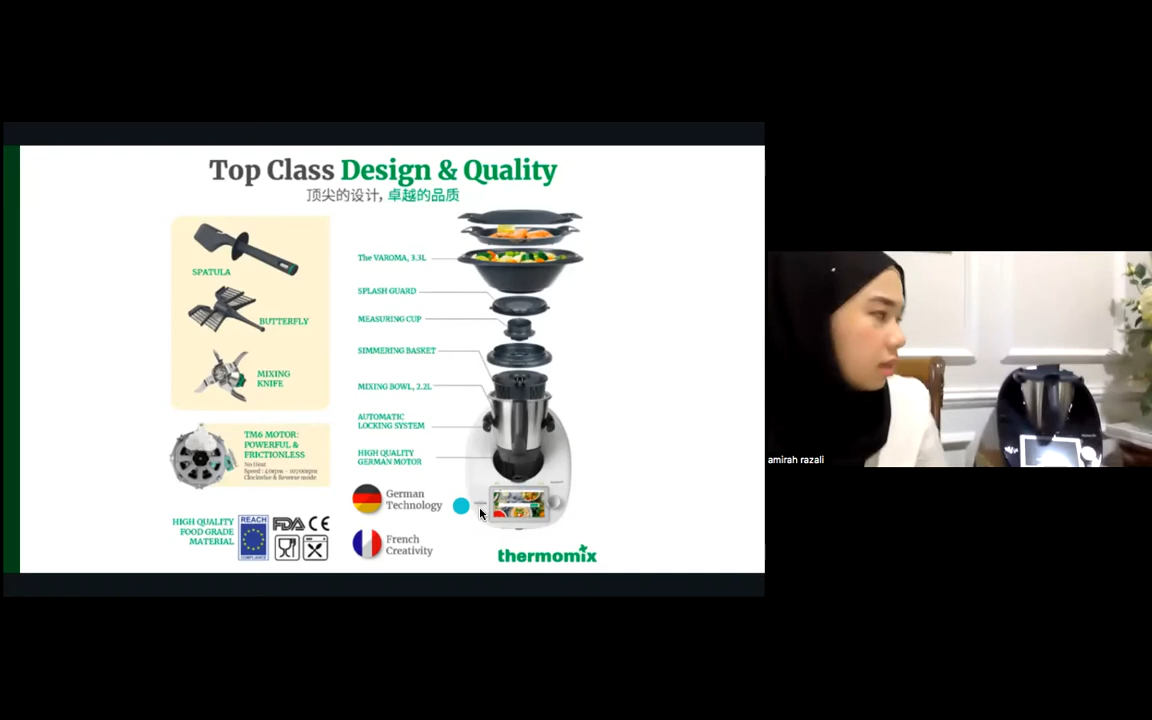 Top Class Design & Quality
顶尖的设计, 卓越的品质
SPATULA
BUTTERFLY
MIXING
KNIFE
TM6 MOTOR:
POWERFUL &
FRICTIONLESS
No Heat
Clockwise & Reverse mode
HIGH QUALITY
FOOD GRADE
MATERIAL
REACH
COMPLIANCE
FDA CE
The VAROMA, 3.3L
SPLASH GUARD
MEASURING CUP
SIMMERING BASKET
MIXING BOWL, 2.2L
AUTOMATIC
LOCKING SYSTEM
HIGH QUALITY
GERMAN MOTOR
German
Technology
French
Creativity
thermomix
amirah razali